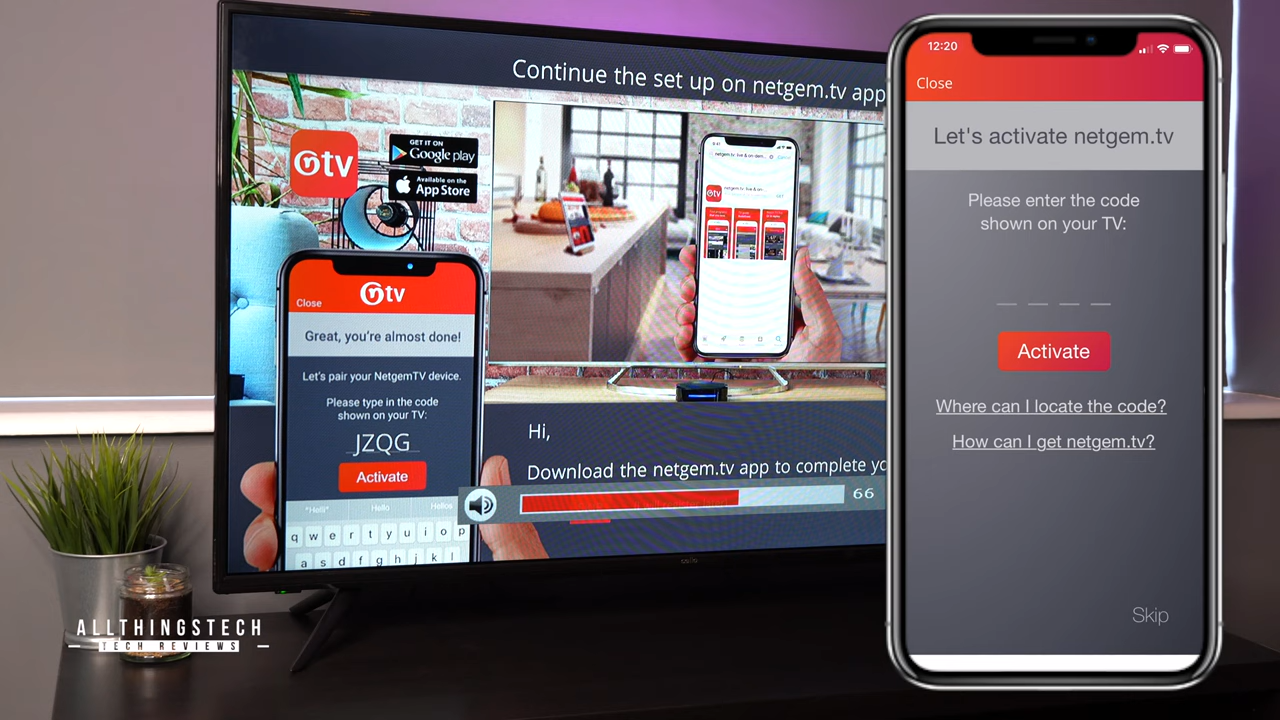 Continue the set up on netgem.tv app
tv
GET IT ON
Google play
Available on the
App Store
Close
tv
Great, you're almost done!
Let's pair your NetgemTV device.
Please type in the code
shown on your TV:
JZQG
Activate
"Helli"
Hello
Hellos
q w e r t y u i o p
a s d f g h j k l
tv
Hi,
Download the netgem.tv app to complete yo
66
ALLTHINGSTECH
TECH REVIEWS
12:20
Close
Let's activate netgem.tv
Please enter the code
shown on your TV:
Activate
Where can I locate the code?
How can I get netgem.tv?
Skip